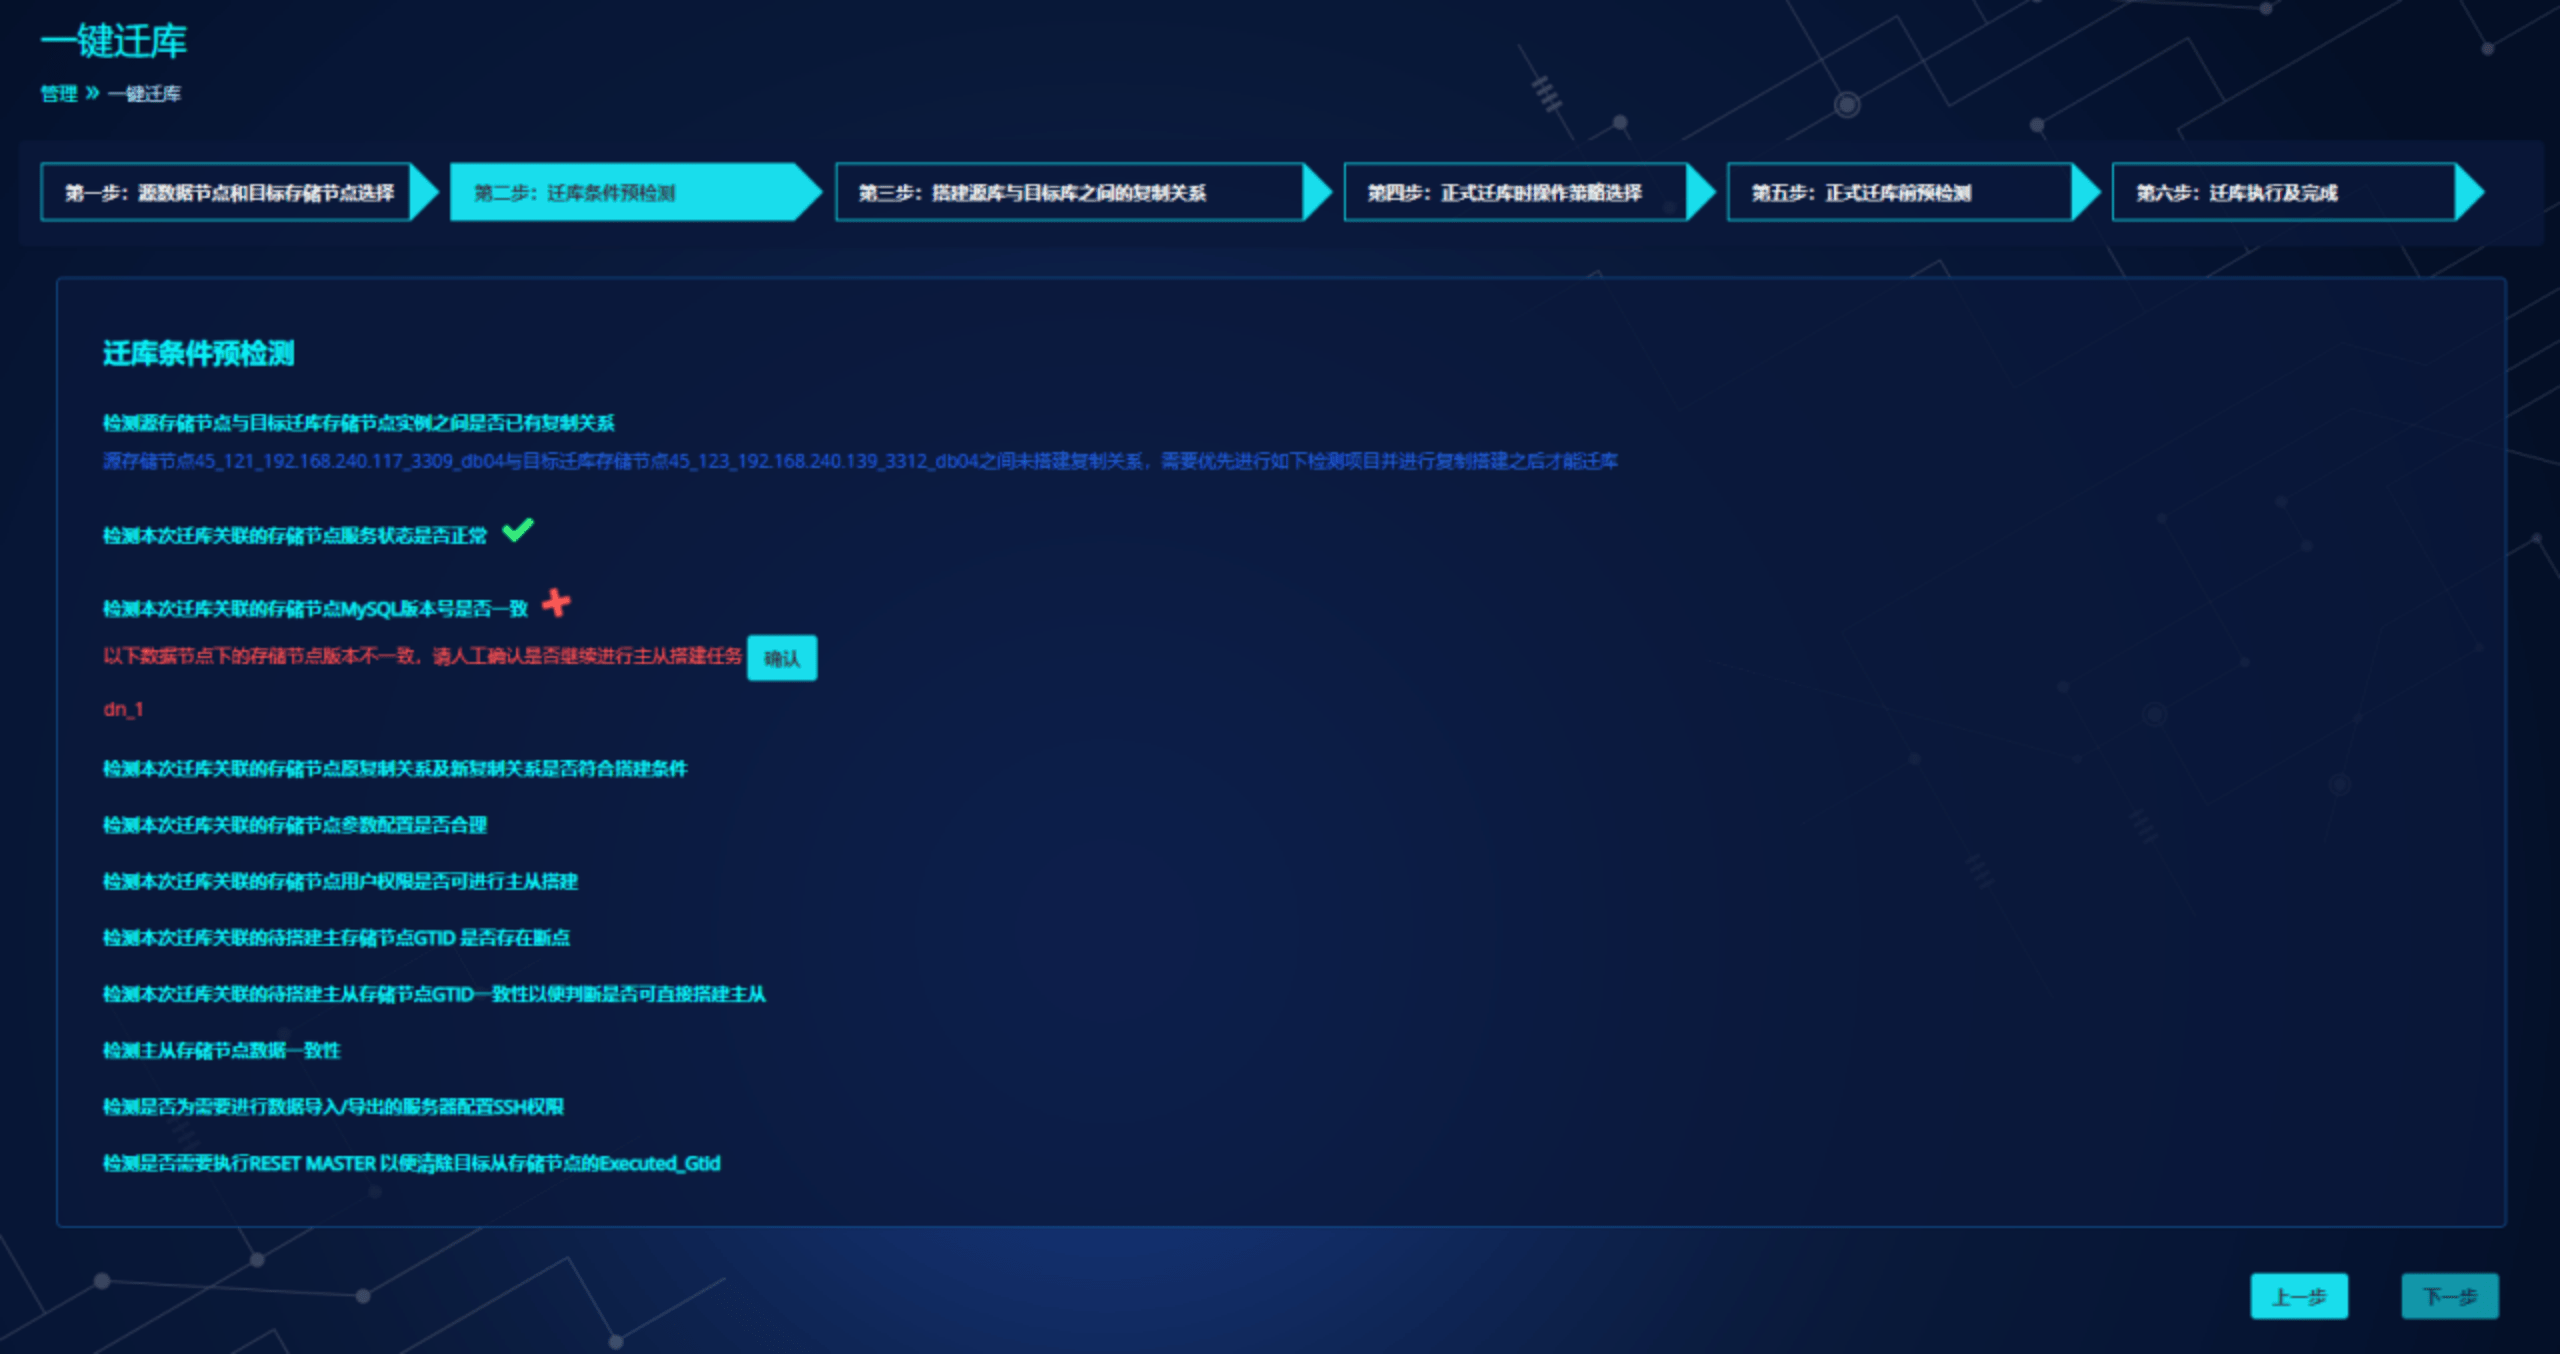 一键迁库
管理 » 一键迁库
第一步：源数据节点和目标存储节点选择
第二步：迁库条件预检测
第三步：搭建源库与目标库之间的复制关系
第四步：正式迁库时操作策略选择
第五步：正式迁库前预检测
第六步：迁库执行及完成
迁库条件预检测
检测源存储节点与目标迁库存储节点实例之间是否已有复制关系
源存储节点45_121_192.168.240.117_3309_db04与目标迁库存储节点45_123_192.168.240.139_3312_db04之间未搭建复制关系，需要优先进行如下检测项目并进行复制搭建之后才能迁库
检测本次迁库关联的存储节点服务状态是否正常
检测本次迁库关联的存储节点MySQL版本号是否一致
以下数据节点下的存储节点版本不一致，请人工确认是否继续进行主从搭建任务 确认
dn_1
检测本次迁库关联的存储节点原复制关系及新复制关系是否符合搭建条件
检测本次迁库关联的存储节点参数配置是否合理
检测本次迁库关联的存储节点用户权限是否可进行主从搭建
检测本次迁库关联的待搭建主存储节点GTID 是否存在断点
检测本次迁库关联的待搭建主从存储节点GTID一致性以便判断是否可直接搭建主从
检测主从存储节点数据一致性
检测是否为需要进行数据导入/导出的服务器配置SSH权限
检测是否需要执行RESET MASTER 以便清除目标从存储节点的Executed_Gtid
上一步
下一步